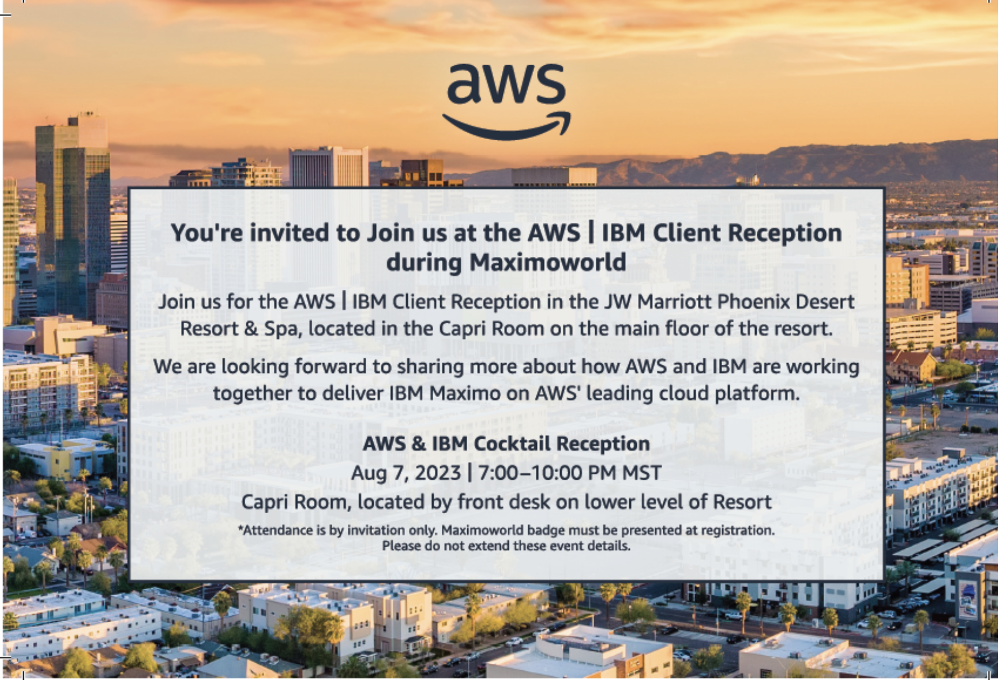 aws
You're invited to Join us at the AWS | IBM Client Reception
during Maximoworld
Join us for the AWS | IBM Client Reception in the JW Marriott Phoenix Desert
Resort & Spa, located in the Capri Room on the main floor of the resort.
We are looking forward to sharing more about how AWS and IBM are working
together to deliver IBM Maximo on AWS' leading cloud platform.
AWS & IBM Cocktail Reception
Aug 7, 2023 | 7:00–10:00 PM MST
Capri Room, located by front desk on lower level of Resort
*Attendance is by invitation only. Maximoworld badge must be presented at registration.
Please do not extend these event details.